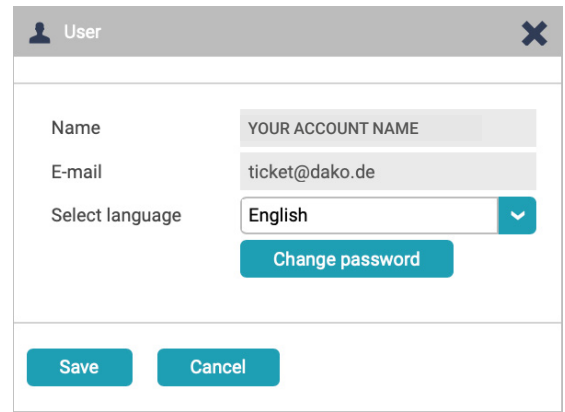 User
Name YOUR ACCOUNT NAME
E-mail ticket@dako.de
Select language English
Change password
Save Cancel